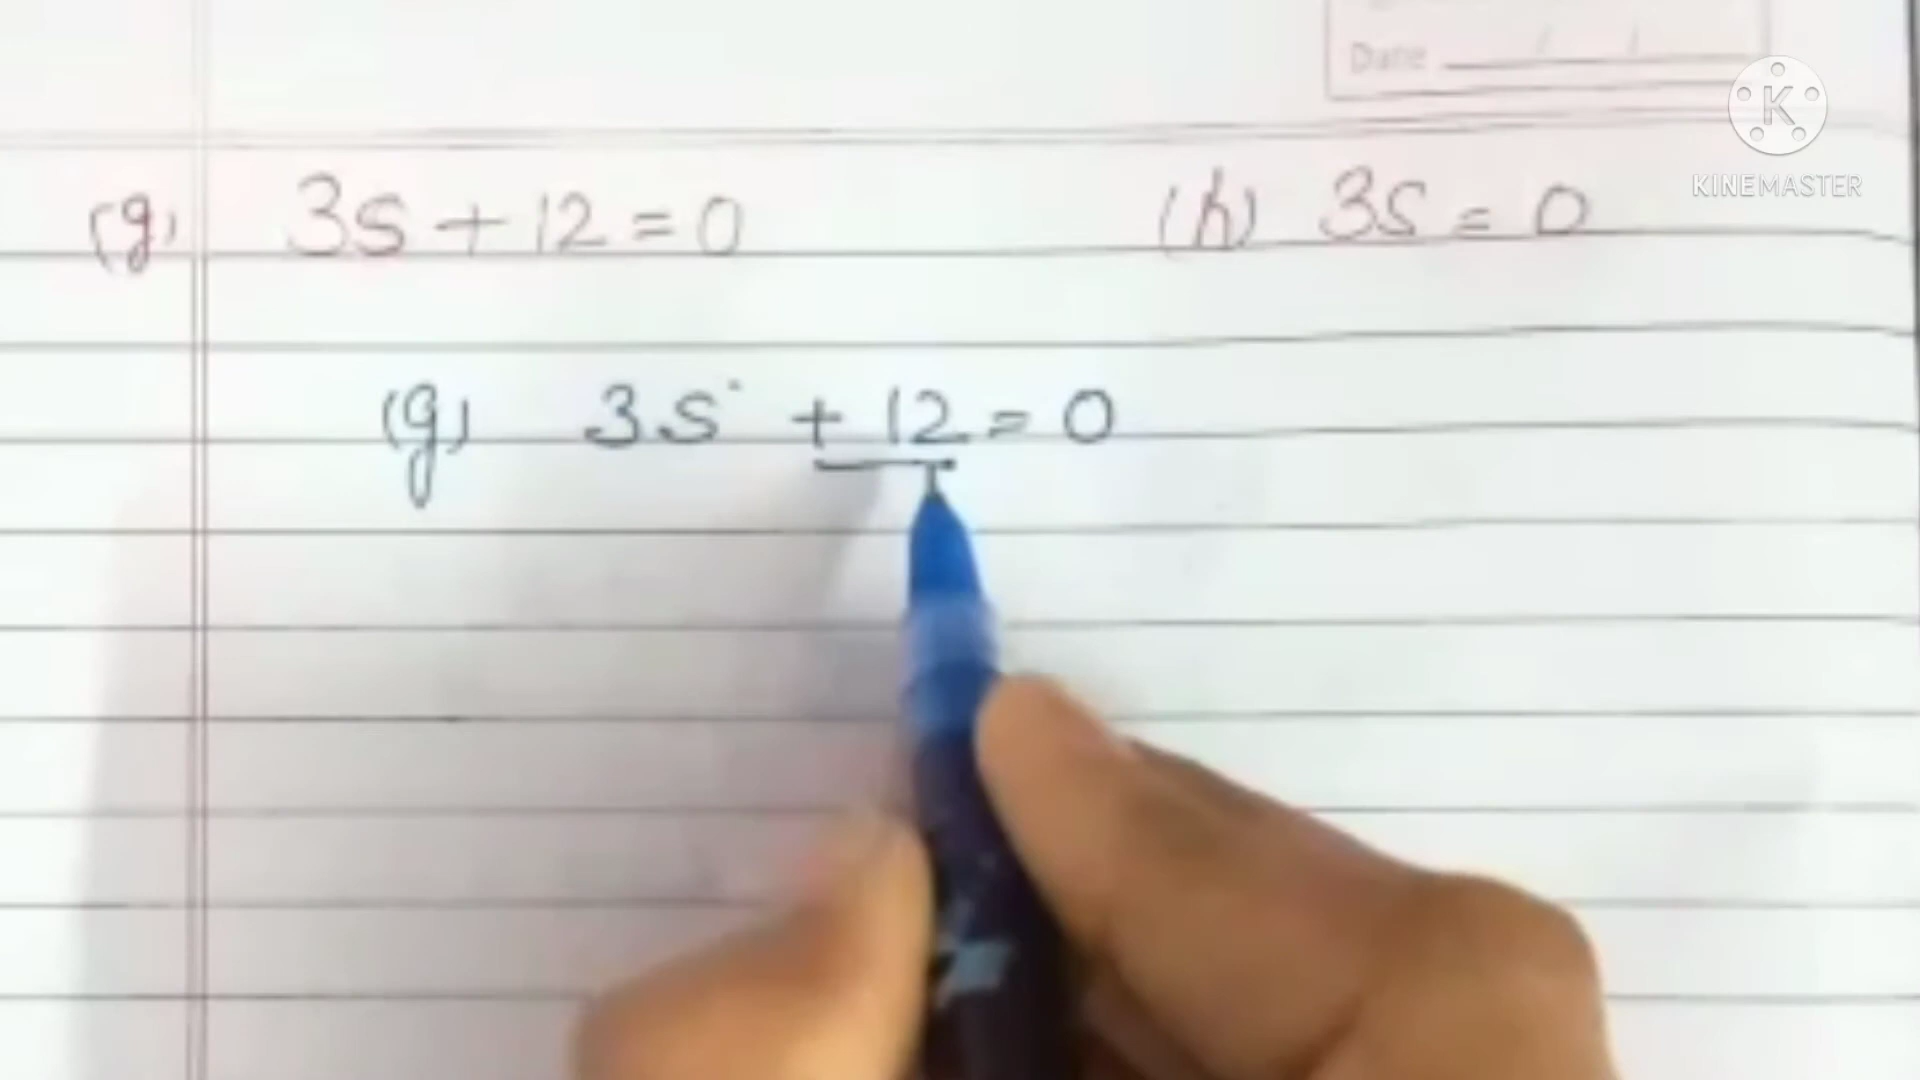 Date
K
KINEMASTER
(g) 3s + 12 = 0
(h) 3s = 0
(g) 3s + 12 = 0